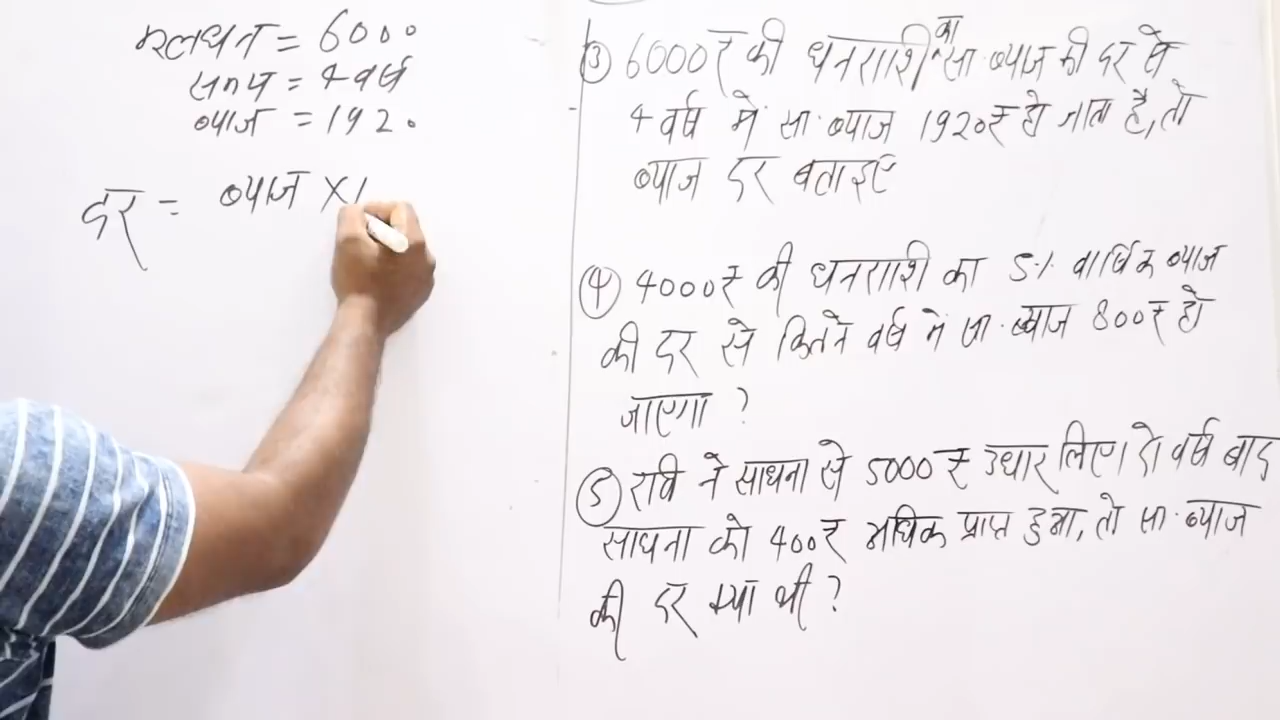 मूलधन = 6000
समय = 4 वर्ष
ब्याज = 1920
दर = ब्याज ×1
③ 6000₹ की धनराशि का सा. ब्याज की दर से
4 वर्ष में सा. ब्याज 1920₹ हो जाता है, तो
ब्याज दर बताइए
④ 4000₹ की धनराशि का 5% वार्षिक ब्याज
की दर से कितने वर्ष में सा. ब्याज 800₹ हो
जाएगा ?
⑤ रवि ने साधना से 5000₹ उधार लिए। दो वर्ष बाद
साधना को 400₹ अधिक प्राप्त हुआ, तो सा. ब्याज
की दर क्या थी ?